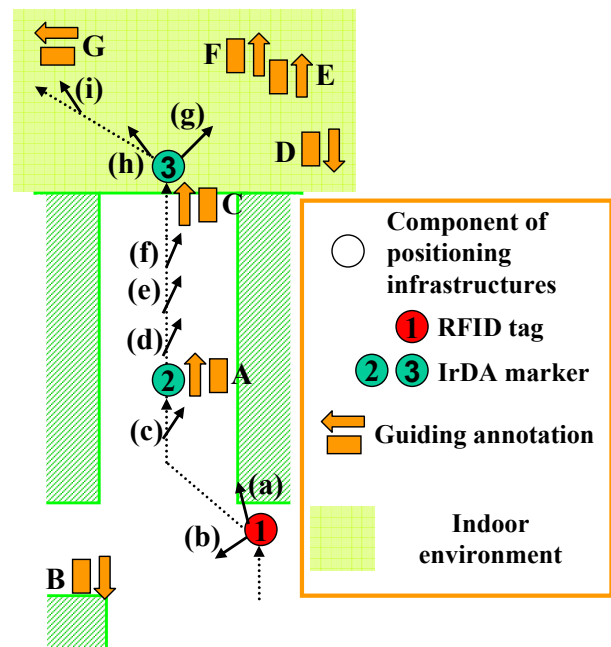 G
F
E
(i)
(g)
D
(h)
3
C
(f)
(e)
(d)
2
A
(c)
(a)
1
(b)
B
Component of
positioning
infrastructures
1 RFID tag
2 3 IrDA marker
Guiding annotation
Indoor
environment